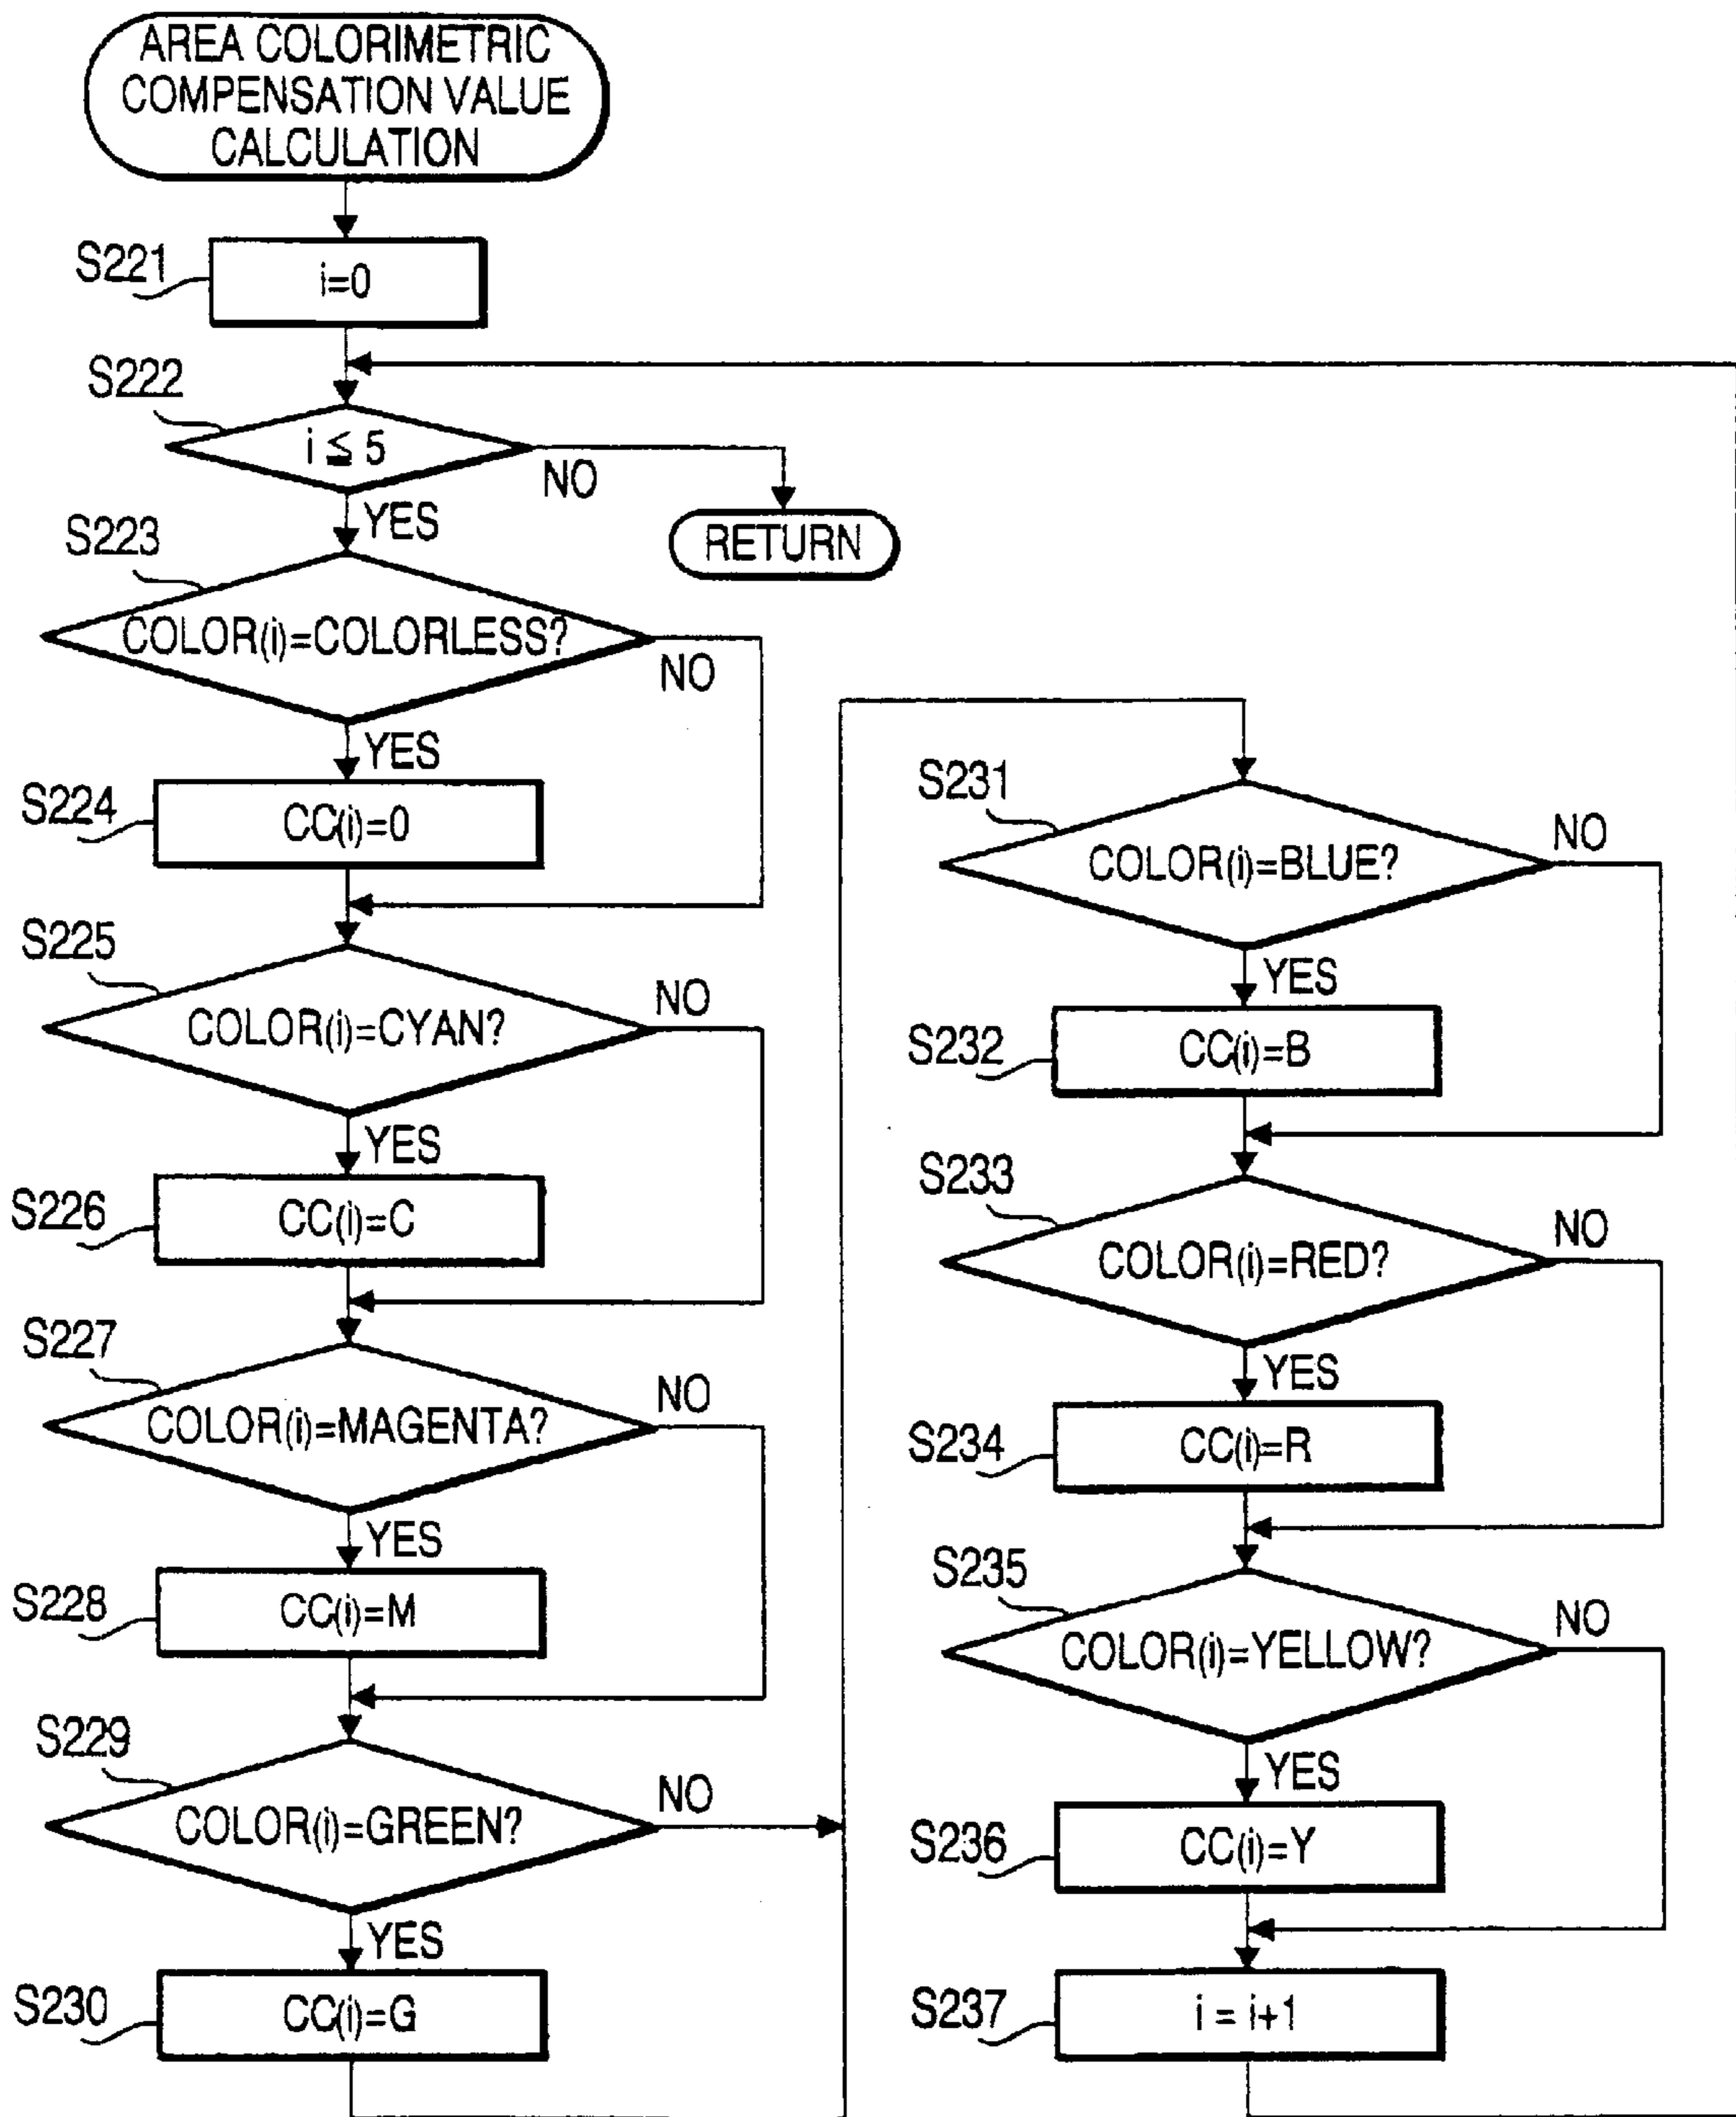 AREA COLORIMETRIC
COMPENSATION VALUE
CALCULATION
S221
i=0
S222
i ≦ 5
NO
YES
RETURN
S223
COLOR(i)=COLORLESS?
NO
YES
S224
CC(i)=0
S225
COLOR(i)=CYAN?
NO
YES
S226
CC(i)=C
S227
COLOR(i)=MAGENTA?
NO
YES
S228
CC(i)=M
S229
COLOR(i)=GREEN?
NO
YES
S230
CC(i)=G
S231
COLOR(i)=BLUE?
NO
YES
S232
CC(i)=B
S233
COLOR(i)=RED?
NO
YES
S234
CC(i)=R
S235
COLOR(i)=YELLOW?
NO
YES
S236
CC(i)=Y
S237
i = i+1